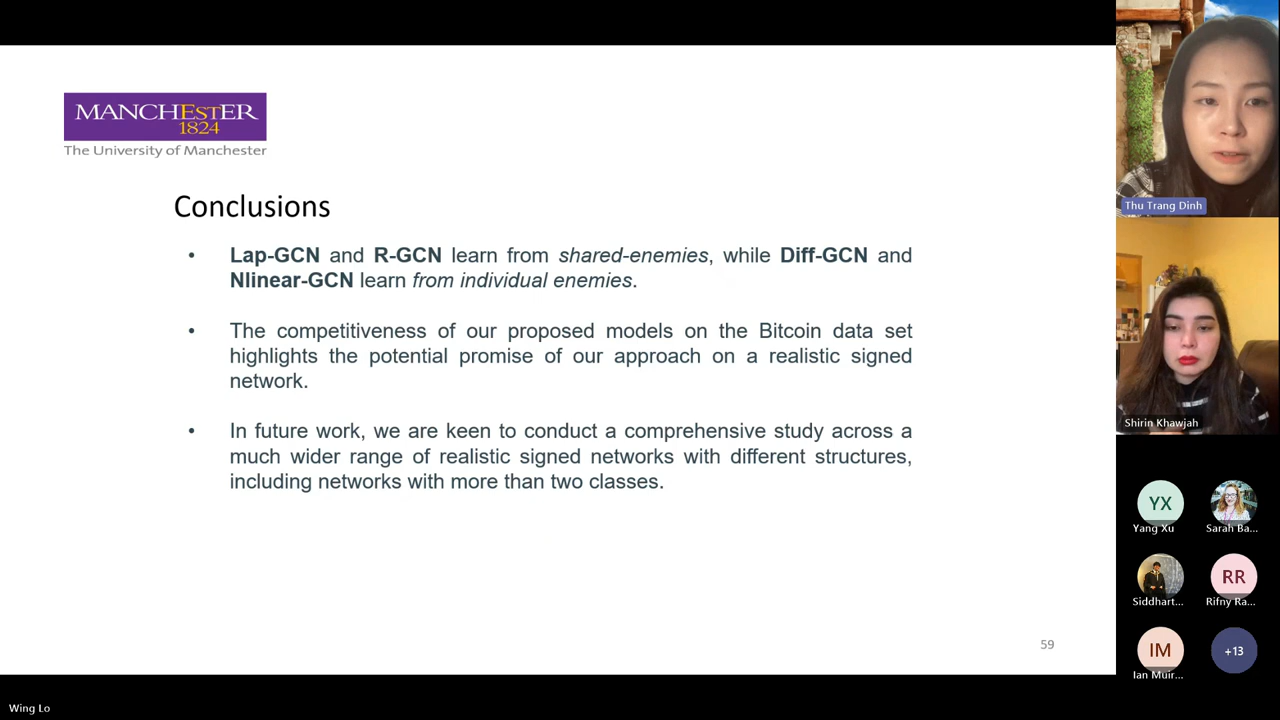 MANCHESTER
1824
The University of Manchester
Conclusions
• Lap-GCN and R-GCN learn from shared-enemies, while Diff-GCN and
Nlinear-GCN learn from individual enemies.
• The competitiveness of our proposed models on the Bitcoin data set
highlights the potential promise of our approach on a realistic signed
network.
• In future work, we are keen to conduct a comprehensive study across a
much wider range of realistic signed networks with different structures,
including networks with more than two classes.
59
Thu Trang Dinh
Shirin Khawjah
YX
Yang Xu
Sarah Ba...
Siddhart...
RR
Rifny Ra...
IM
Ian Muir...
+13
Wing Lo